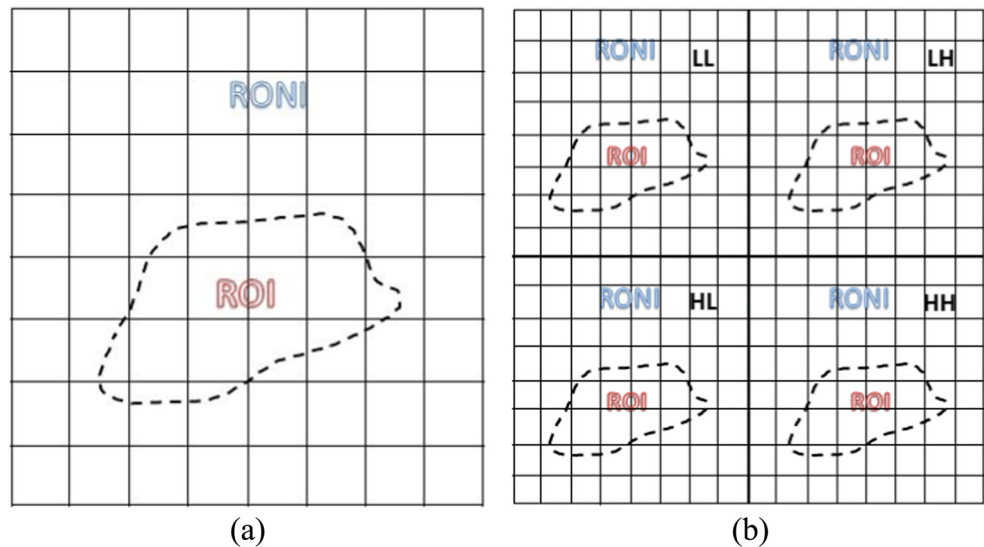 RONI
ROI
(a)
RONI LL
ROI
RONI LH
ROI
RONI HL
ROI
RONI HH
ROI
(b)